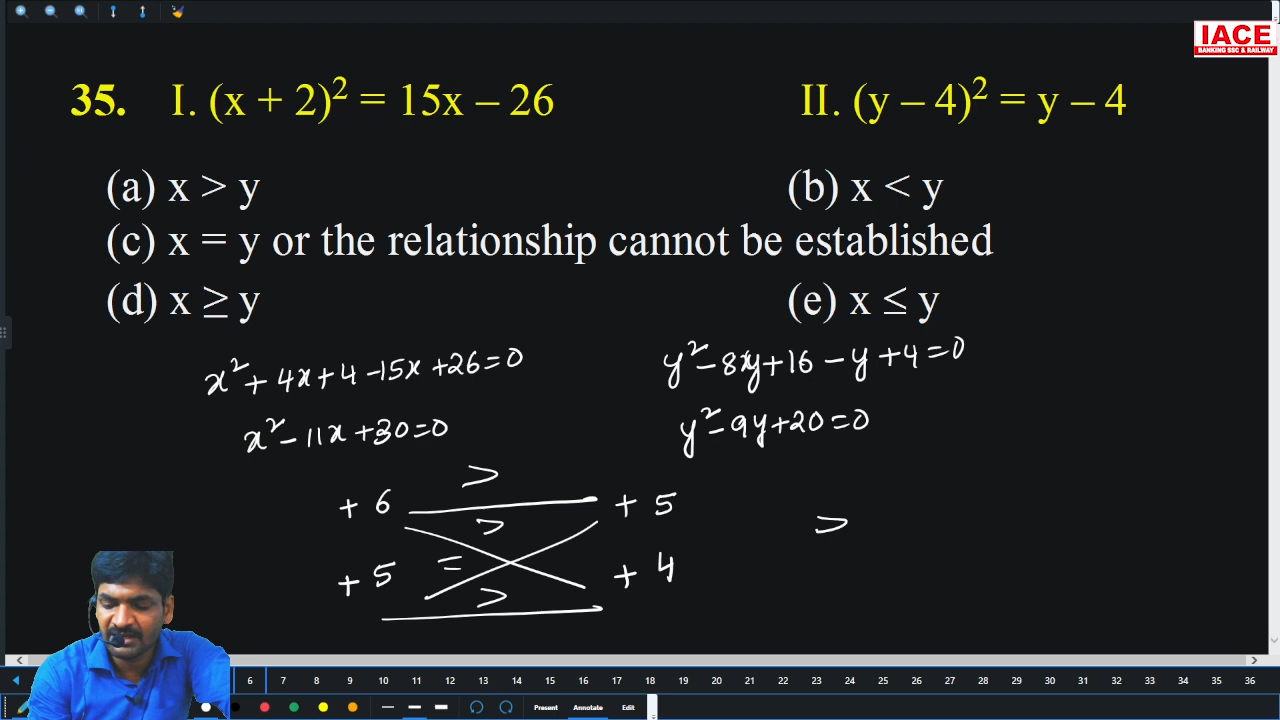 IACE
BANKING SSC & RAILWAY
35. I. (x + 2)² = 15x – 26 II. (y – 4)² = y – 4
(a) x > y (b) x < y
(c) x = y or the relationship cannot be established
(d) x ≥ y (e) x ≤ y
x² + 4x + 4 - 15x + 26 = 0 y² - 8y + 16 - y + 4 = 0
x² - 11x + 30 = 0 y² - 9y + 20 = 0
>
+ 6 > + 5 >
+ 5 = + 4
>
6 7 8 9 10 11 12 13 14 15 16 17 18 19 20 21 22 23 24 25 26 27 28 29 30 31 32 33 34 35 36
Present Annotate Edit